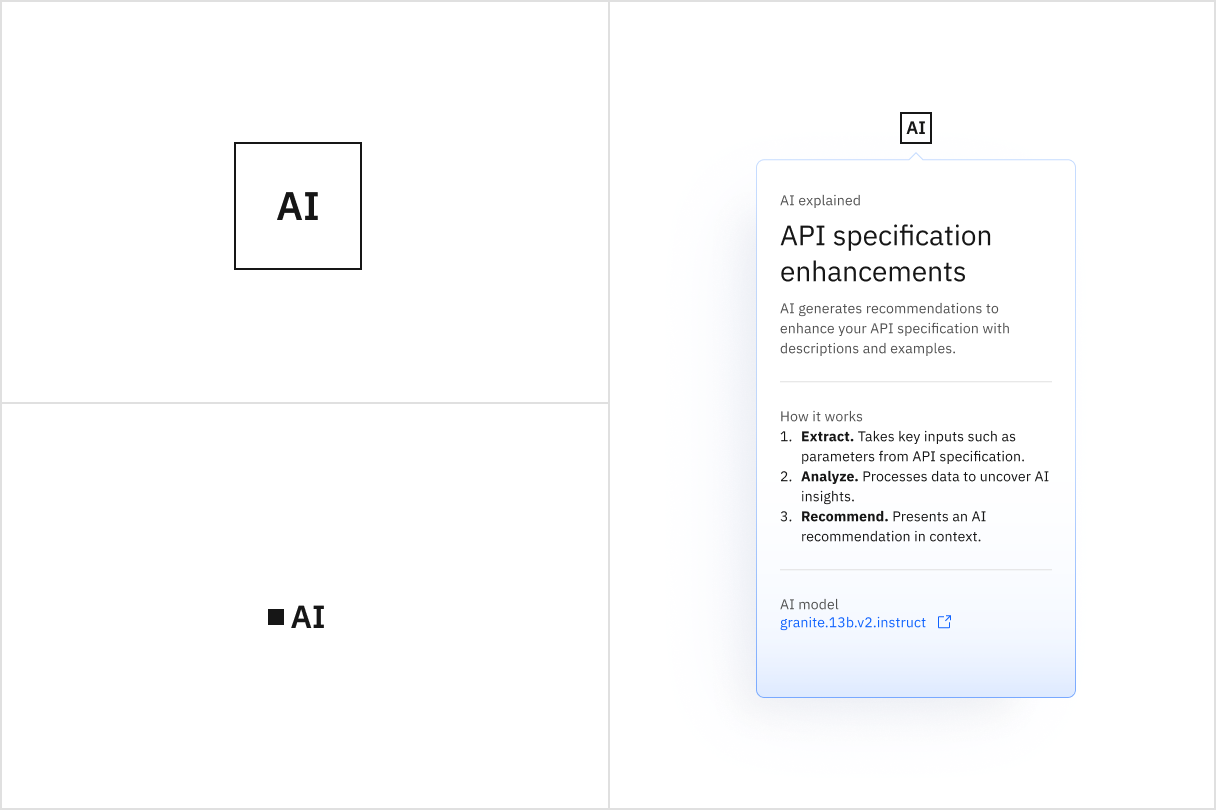 AI
AI
AI
AI explained
API specification
enhancements
AI generates recommendations to
enhance your API specification with
descriptions and examples.
How it works
1. Extract. Takes key inputs such as
parameters from API specification.
2. Analyze. Processes data to uncover AI
insights.
3. Recommend. Presents an AI
recommendation in context.
AI model
granite.13b.v2.instruct